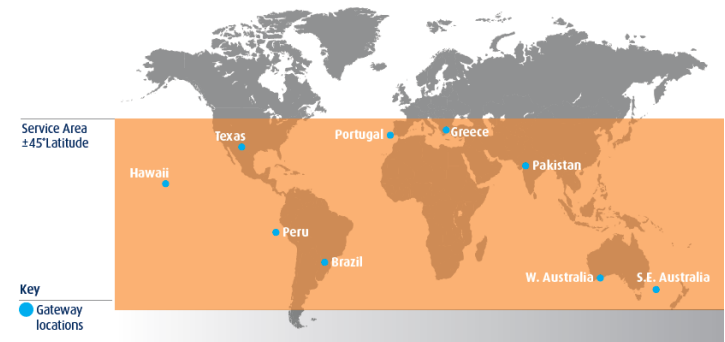 Service Area
±45°Latitude
Texas
Portugal
Greece
Hawaii
Pakistan
Peru
Brazil
W. Australia
S.E. Australia
Key
Gateway
locations